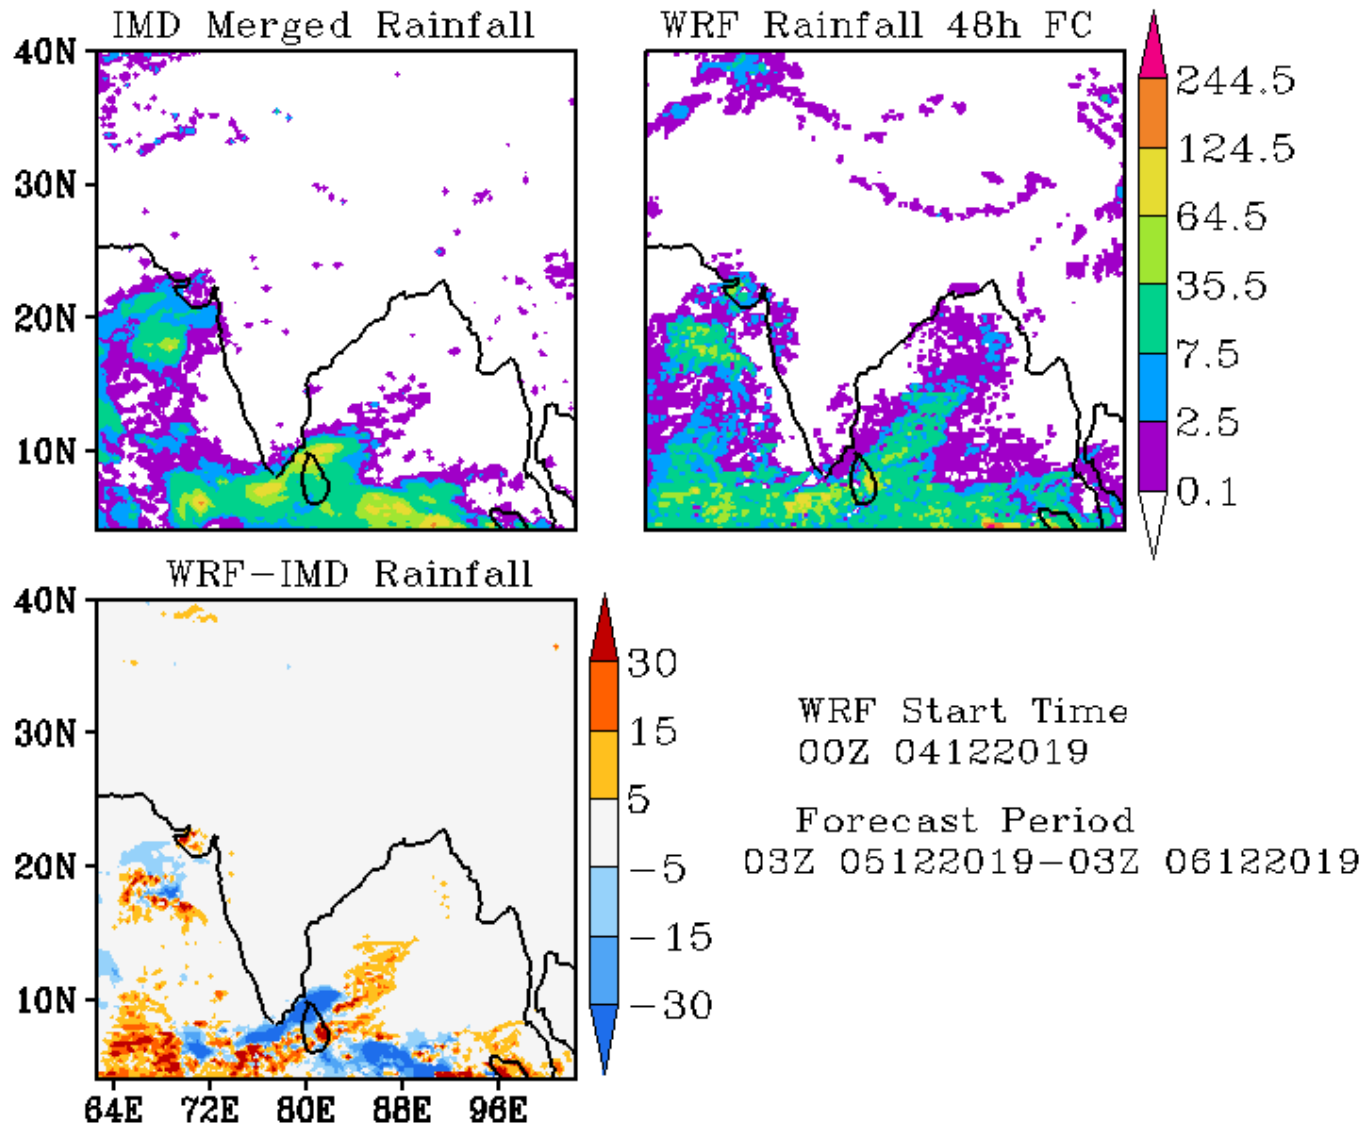 IMD Merged Rainfall
WRF Rainfall 48h FC
40N
30N
20N
10N
244.5
124.5
64.5
35.5
7.5
2.5
0.1
WRF-IMD Rainfall
40N
30N
20N
10N
64E 72E 80E 88E 96E
30
15
5
-5
-15
-30
WRF Start Time
00Z 04122019
Forecast Period
03Z 05122019-03Z 06122019